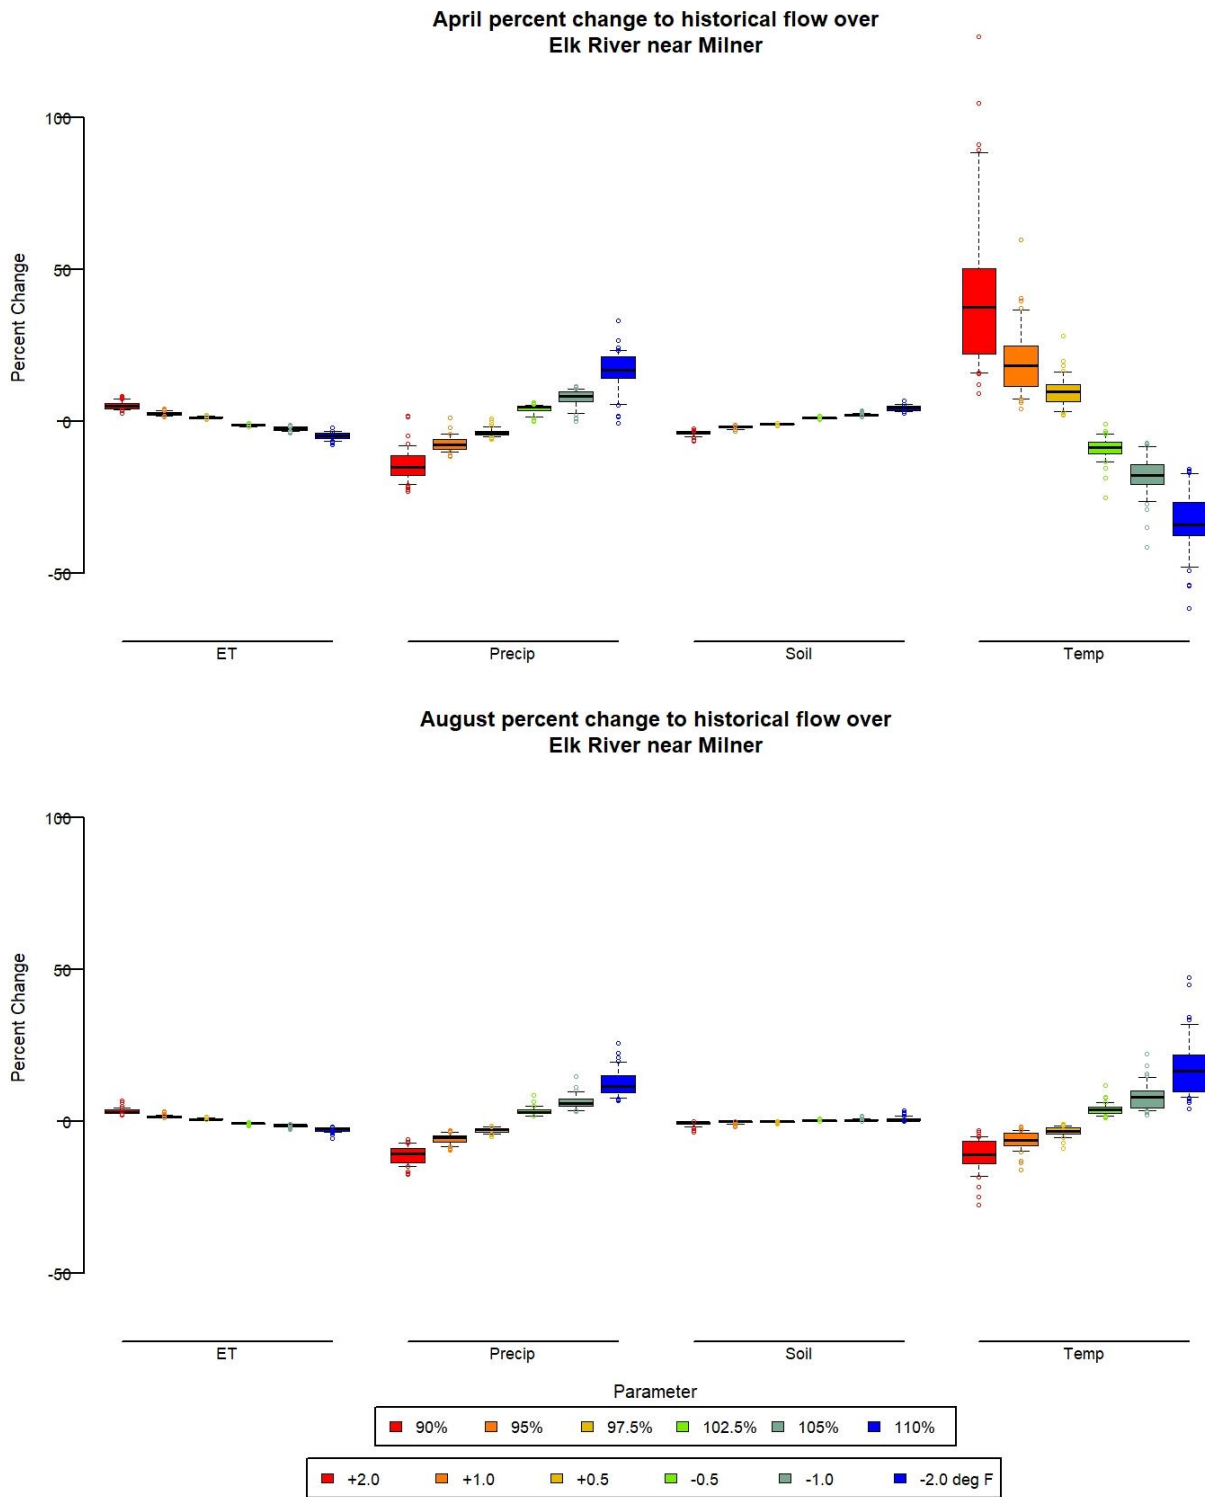 April percent change to historical flow over
Elk River near Milner
100
50
0
-50
Percent Change
ET Precip Soil Temp
August percent change to historical flow over
Elk River near Milner
100
50
0
-50
Percent Change
ET Precip Soil Temp
Parameter
90% 95% 97.5% 102.5% 105% 110%
+2.0 +1.0 +0.5 -0.5 -1.0 -2.0 deg F